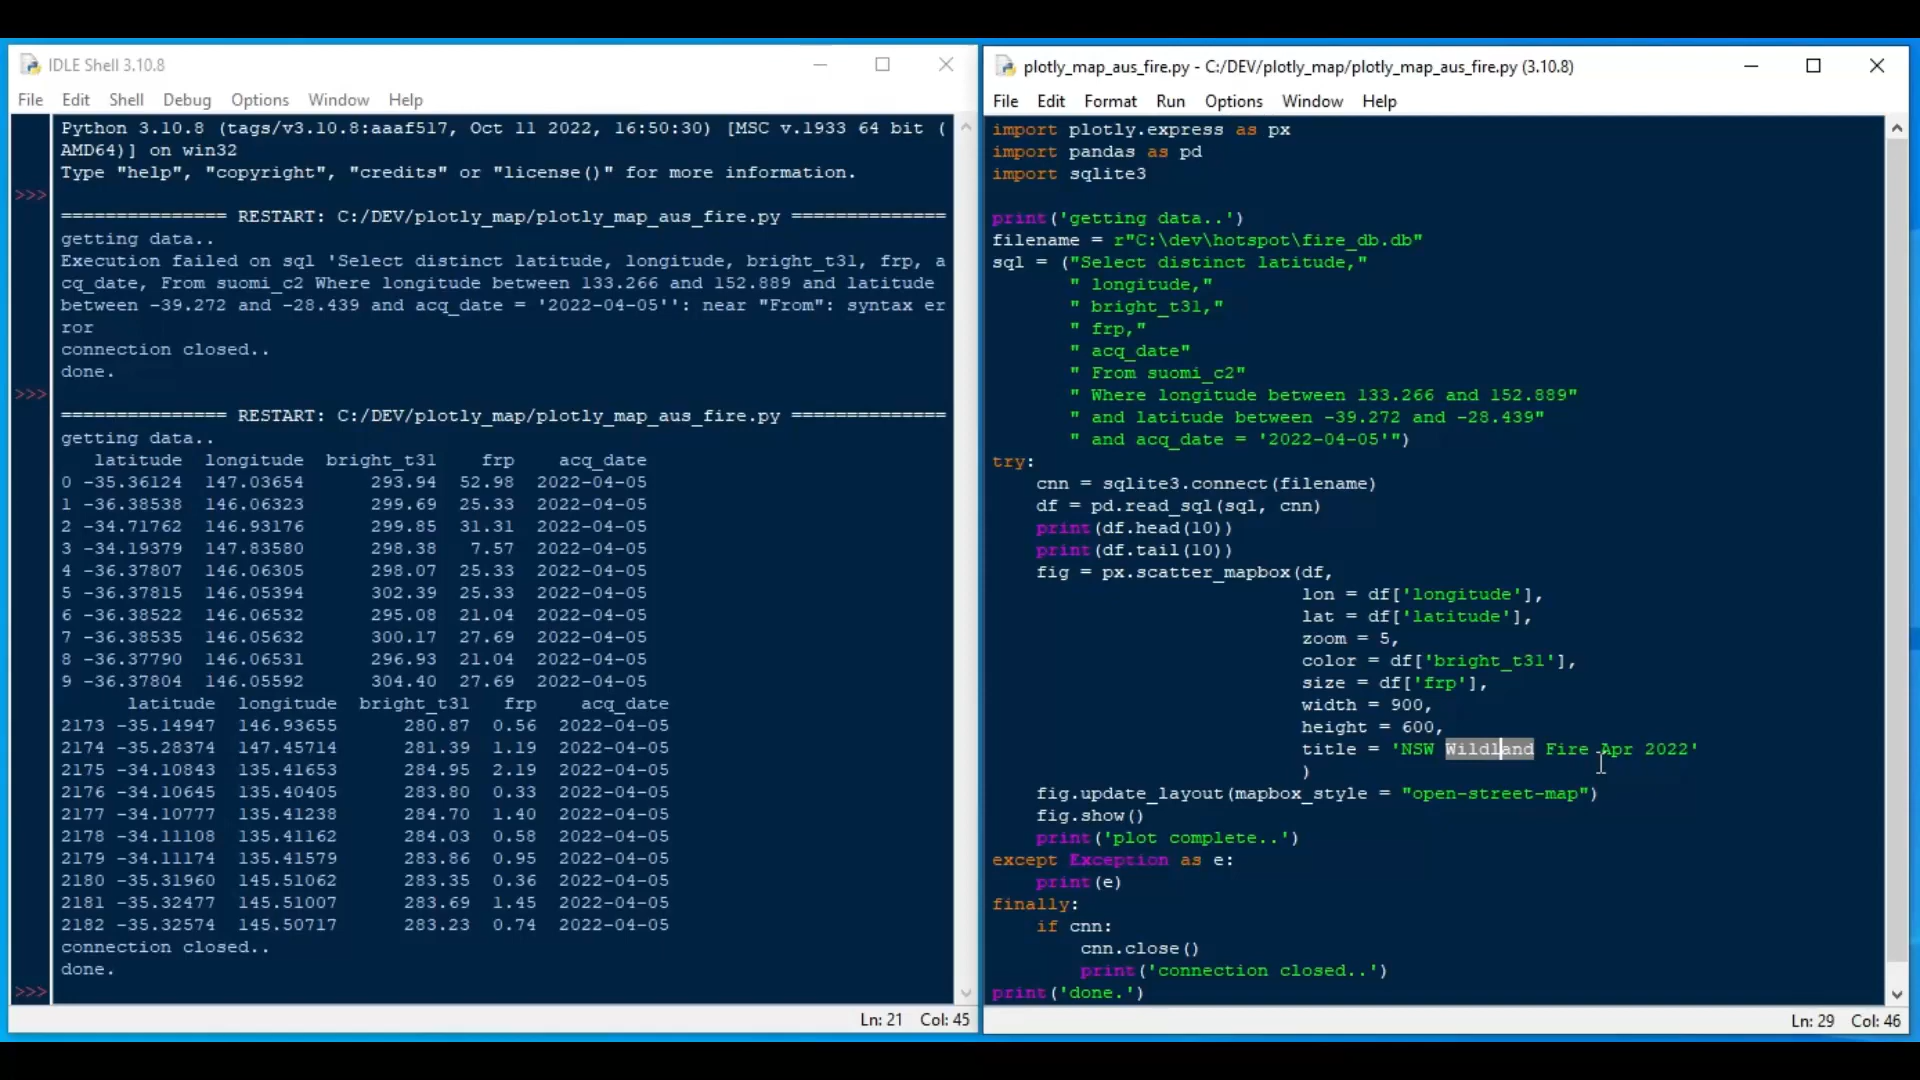 IDLE Shell 3.10.8
File Edit Shell Debug Options Window Help
Python 3.10.8 (tags/v3.10.8:aaaf517, Oct 11 2022, 16:50:30) [MSC v.1933 64 bit (
AMD64)] on win32
Type "help", "copyright", "credits" or "license()" for more information.
>>>
=============== RESTART: C:/DEV/plotly_map/plotly_map_aus_fire.py ==============
getting data..
Execution failed on sql 'Select distinct latitude, longitude, bright_t31, frp, a
cq_date, From suomi_c2 Where longitude between 133.266 and 152.889 and latitude
between -39.272 and -28.439 and acq_date = '2022-04-05'': near "From": syntax er
ror
connection closed..
done.
>>>
=============== RESTART: C:/DEV/plotly_map/plotly_map_aus_fire.py ==============
getting data..
latitude longitude bright_t31 frp acq_date
0 -35.36124 147.03654 293.94 52.98 2022-04-05
1 -36.38538 146.06323 299.69 25.33 2022-04-05
2 -34.71762 146.93176 299.85 31.31 2022-04-05
3 -34.19379 147.83580 298.38 7.57 2022-04-05
4 -36.37807 146.06305 298.07 25.33 2022-04-05
5 -36.37815 146.05394 302.39 25.33 2022-04-05
6 -36.38522 146.06532 295.08 21.04 2022-04-05
7 -36.38535 146.05632 300.17 27.69 2022-04-05
8 -36.37790 146.06531 296.93 21.04 2022-04-05
9 -36.37804 146.05592 304.40 27.69 2022-04-05
latitude longitude bright_t31 frp acq_date
2173 -35.14947 146.93655 280.87 0.56 2022-04-05
2174 -35.28374 147.45714 281.39 1.19 2022-04-05
2175 -34.10843 135.41653 284.95 2.19 2022-04-05
2176 -34.10645 135.40405 283.80 0.33 2022-04-05
2177 -34.10777 135.41238 284.70 1.40 2022-04-05
2178 -34.11108 135.41162 284.03 0.58 2022-04-05
2179 -34.11174 135.41579 283.86 0.95 2022-04-05
2180 -35.31960 145.51062 283.35 0.36 2022-04-05
2181 -35.32477 145.51007 283.69 1.45 2022-04-05
2182 -35.32574 145.50717 283.23 0.74 2022-04-05
connection closed..
done.
>>>
Ln: 21 Col: 45
plotly_map_aus_fire.py - C:/DEV/plotly_map/plotly_map_aus_fire.py (3.10.8)
File Edit Format Run Options Window Help
import plotly.express as px
import pandas as pd
import sqlite3
print('getting data..')
filename = r"C:\dev\hotspot\fire_db.db"
sql = ("Select distinct latitude,"
" longitude,"
" bright_t31,"
" frp,"
" acq_date"
" From suomi_c2"
" Where longitude between 133.266 and 152.889"
" and latitude between -39.272 and -28.439"
" and acq_date = '2022-04-05'")
try:
cnn = sqlite3.connect(filename)
df = pd.read_sql(sql, cnn)
print(df.head(10))
print(df.tail(10))
fig = px.scatter_mapbox(df,
lon = df['longitude'],
lat = df['latitude'],
zoom = 5,
color = df['bright_t31'],
size = df['frp'],
width = 900,
height = 600,
title = 'NSW Wildland Fire Apr 2022'
)
fig.update_layout(mapbox_style = "open-street-map")
fig.show()
print('plot complete..')
except Exception as e:
print(e)
finally:
if cnn:
cnn.close()
print('connection closed..')
print('done.')
Ln: 29 Col: 46